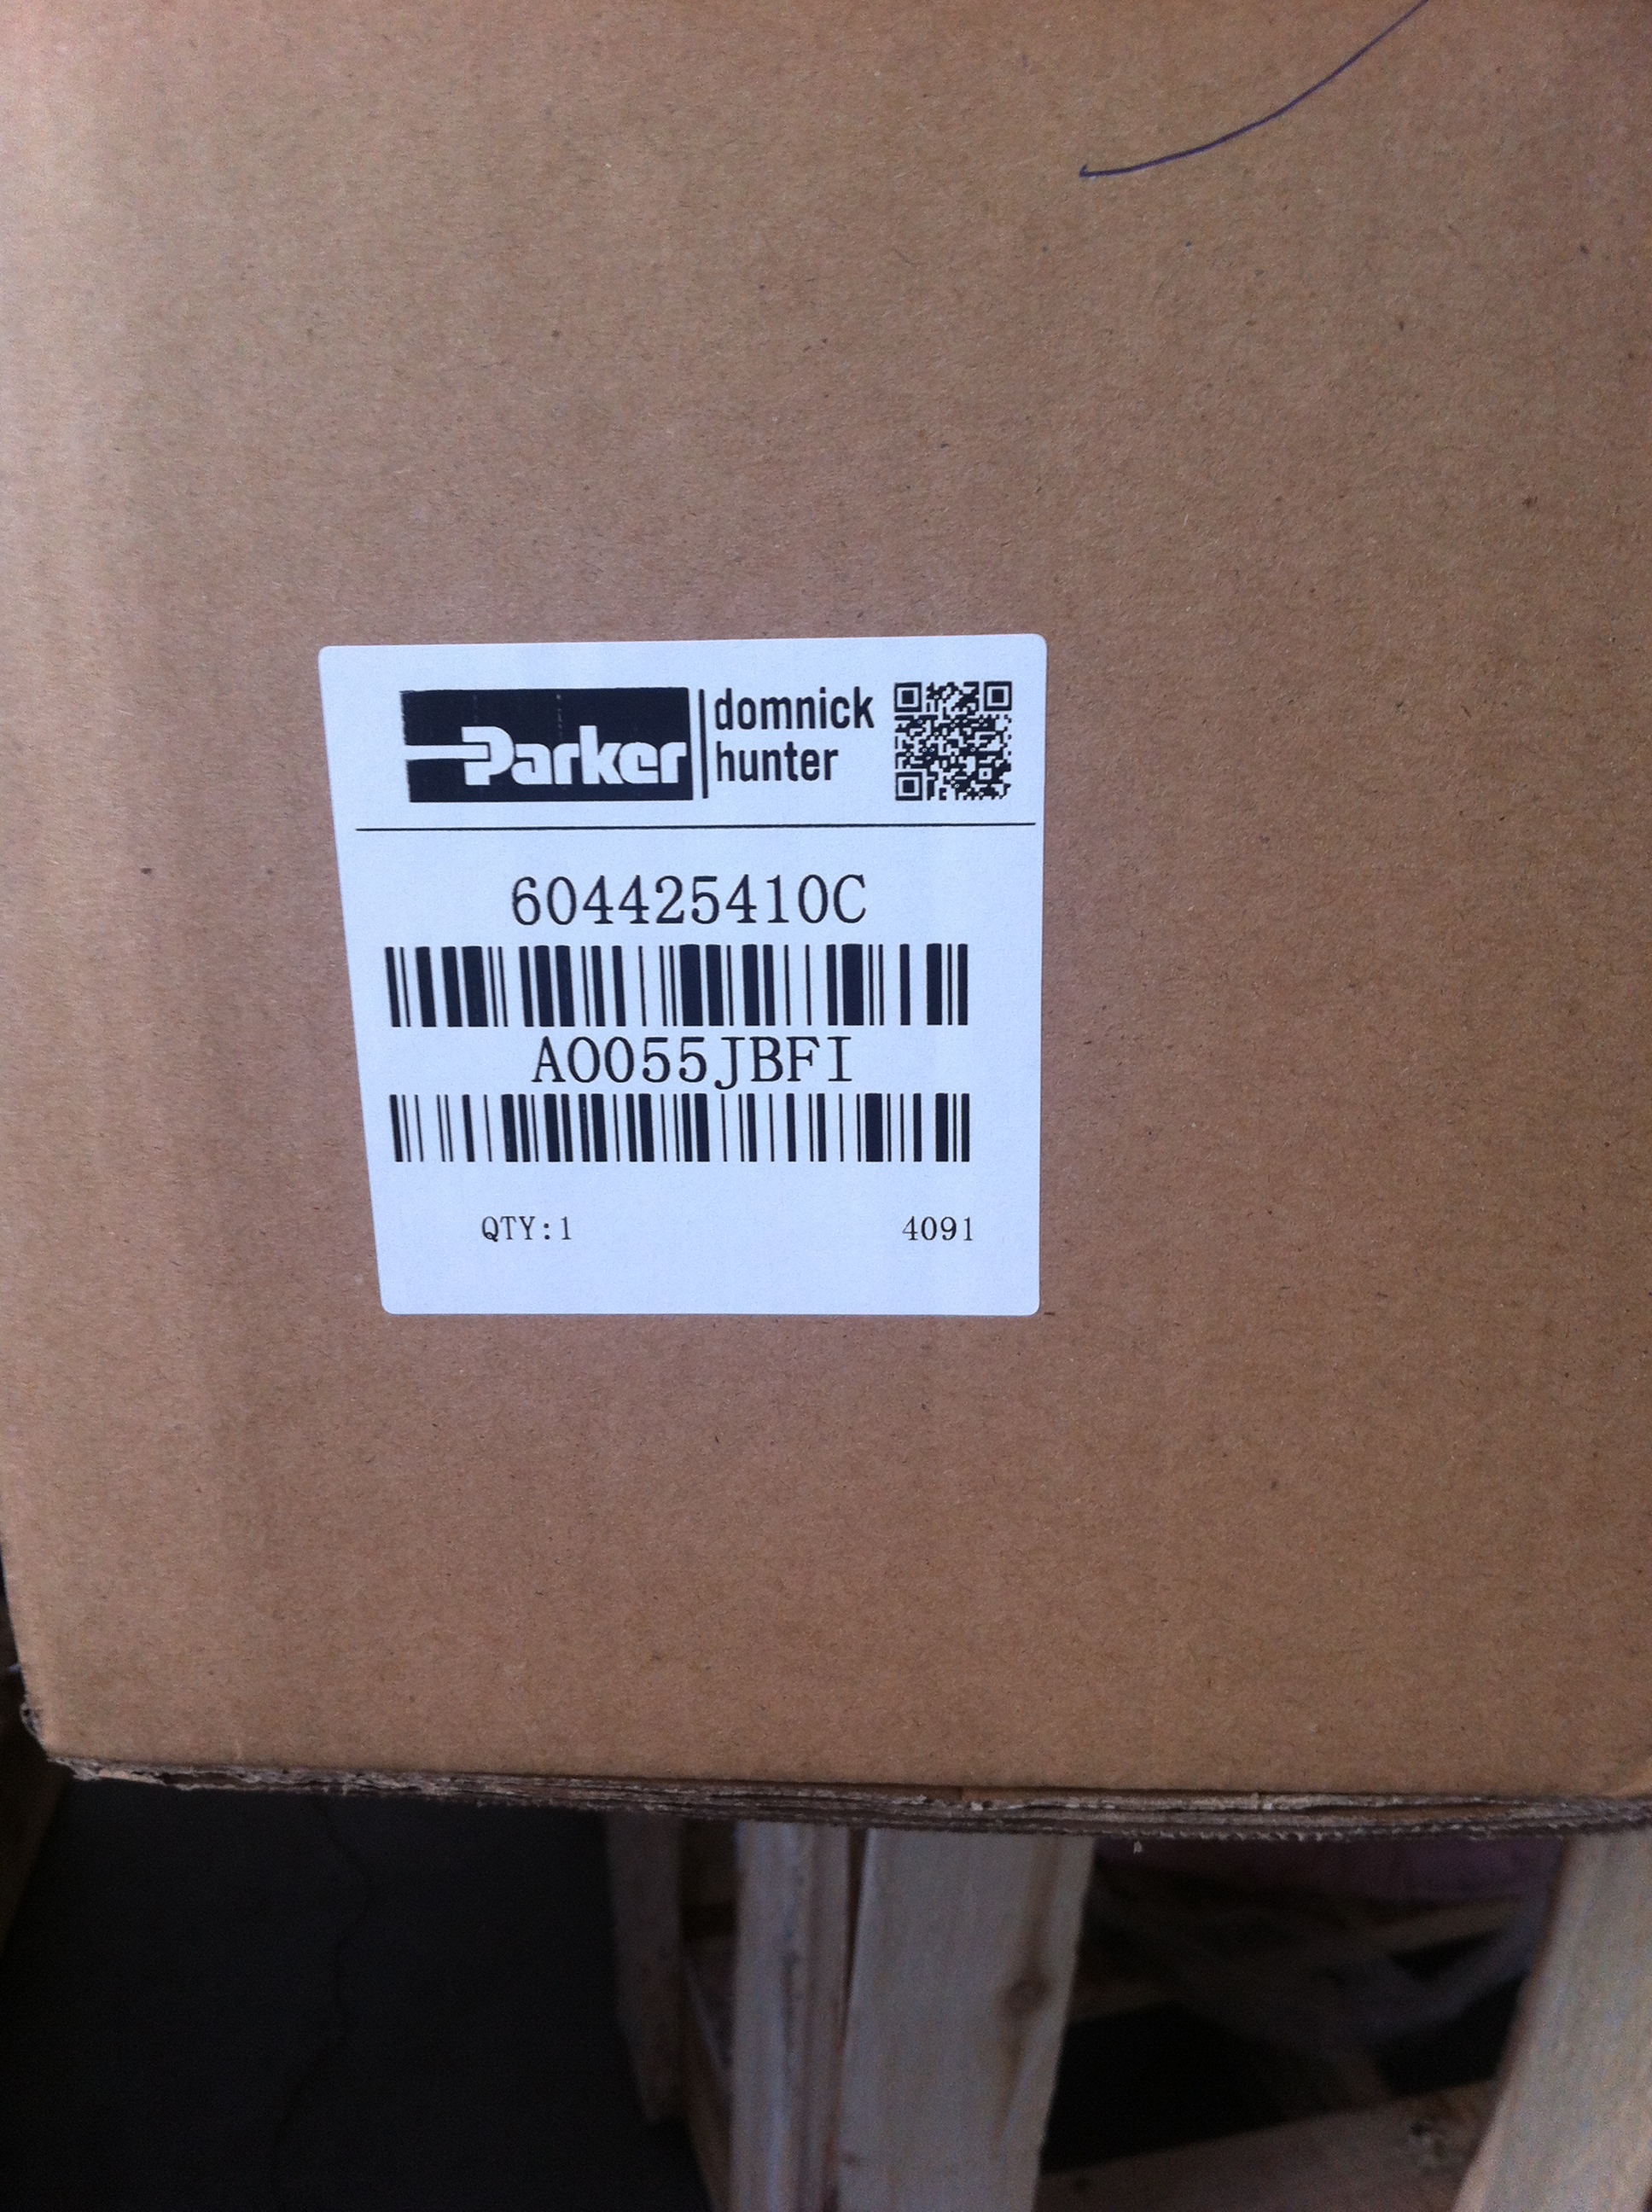 Parker domnick hunter
604425410C
A0055JBFI
QTY:1 4091